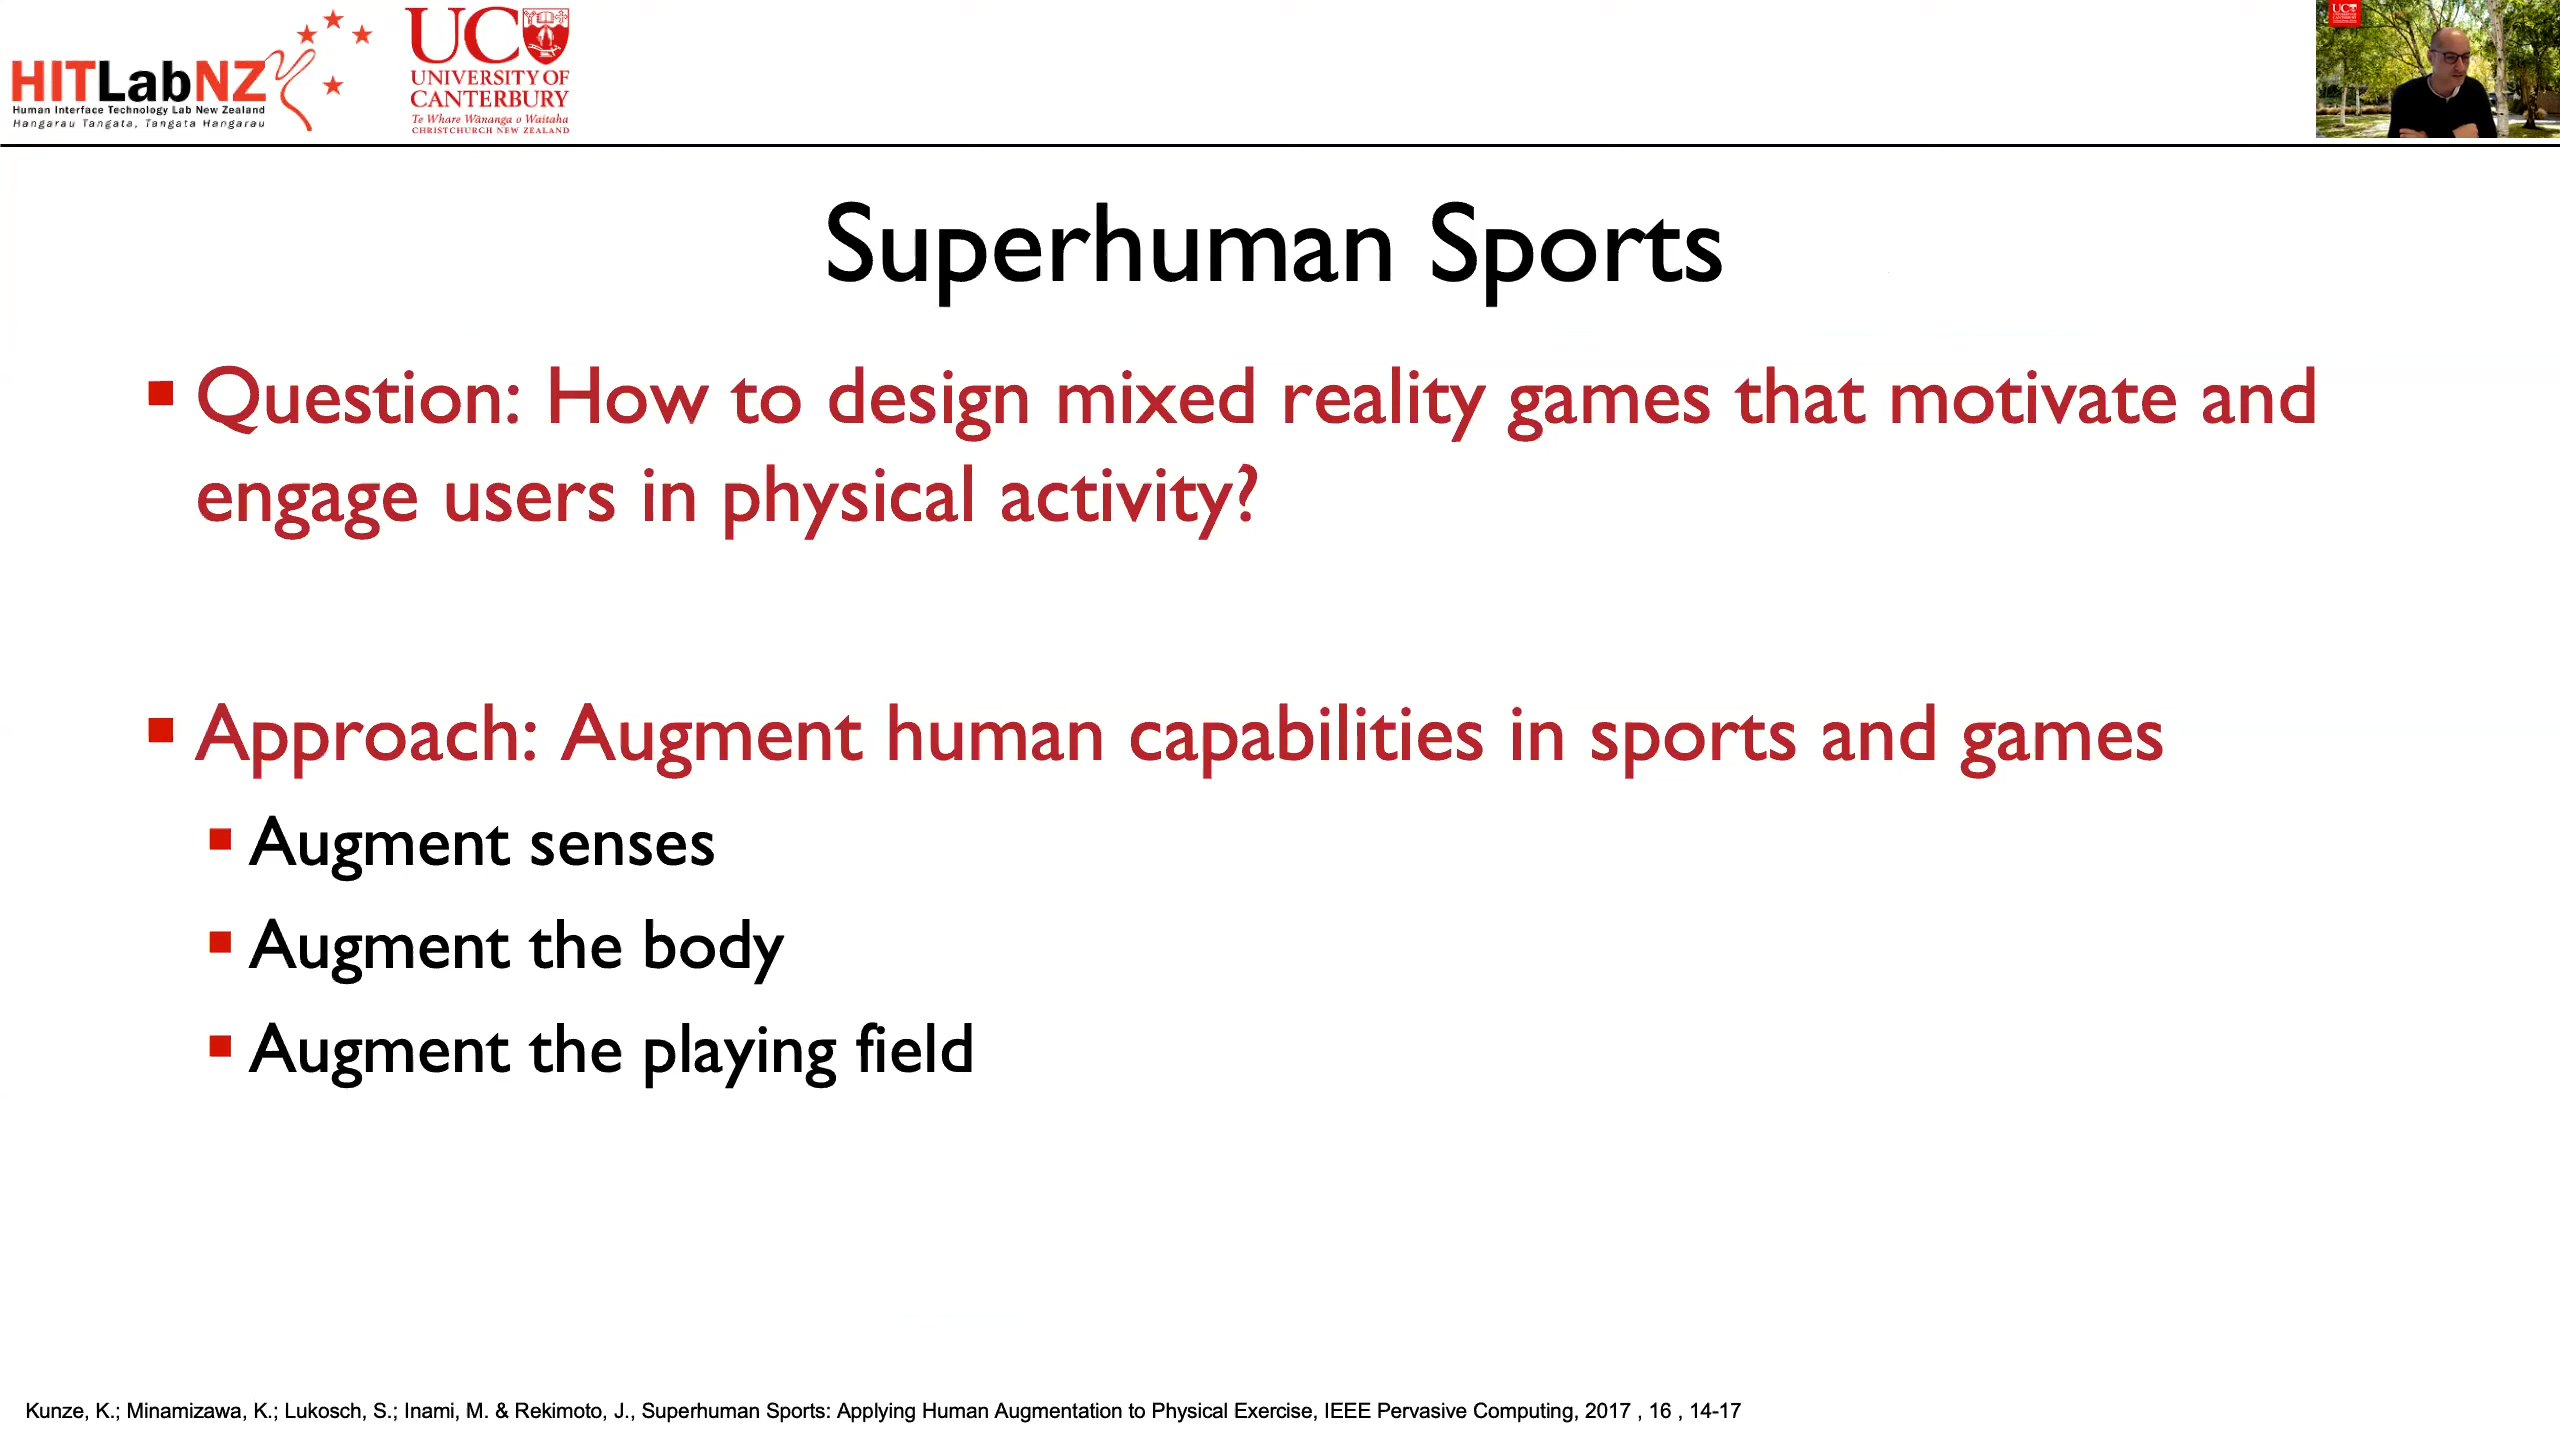 HITLabNZ
Human Interface Technology Lab New Zealand
Hangarau Tangata, Tangata Hangarau
UC
UNIVERSITY OF
CANTERBURY
Te Whare Wānanga o Waitaha
CHRISTCHURCH NEW ZEALAND
UC
Superhuman Sports
Question: How to design mixed reality games that motivate and
engage users in physical activity?
Approach: Augment human capabilities in sports and games
Augment senses
Augment the body
Augment the playing field
Kunze, K.; Minamizawa, K.; Lukosch, S.; Inami, M. & Rekimoto, J., Superhuman Sports: Applying Human Augmentation to Physical Exercise, IEEE Pervasive Computing, 2017 , 16 , 14-17